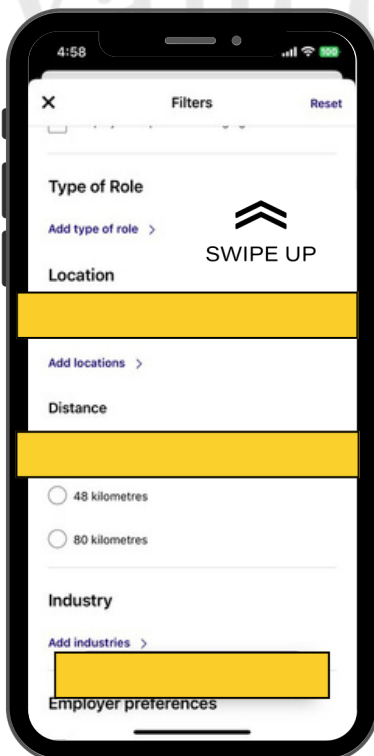 4:58
100
Filters
Reset
Type of Role
Add type of role >
SWIPE UP
Location
Add locations >
Distance
48 kilometres
80 kilometres
Industry
Add industries >
Employer preferences